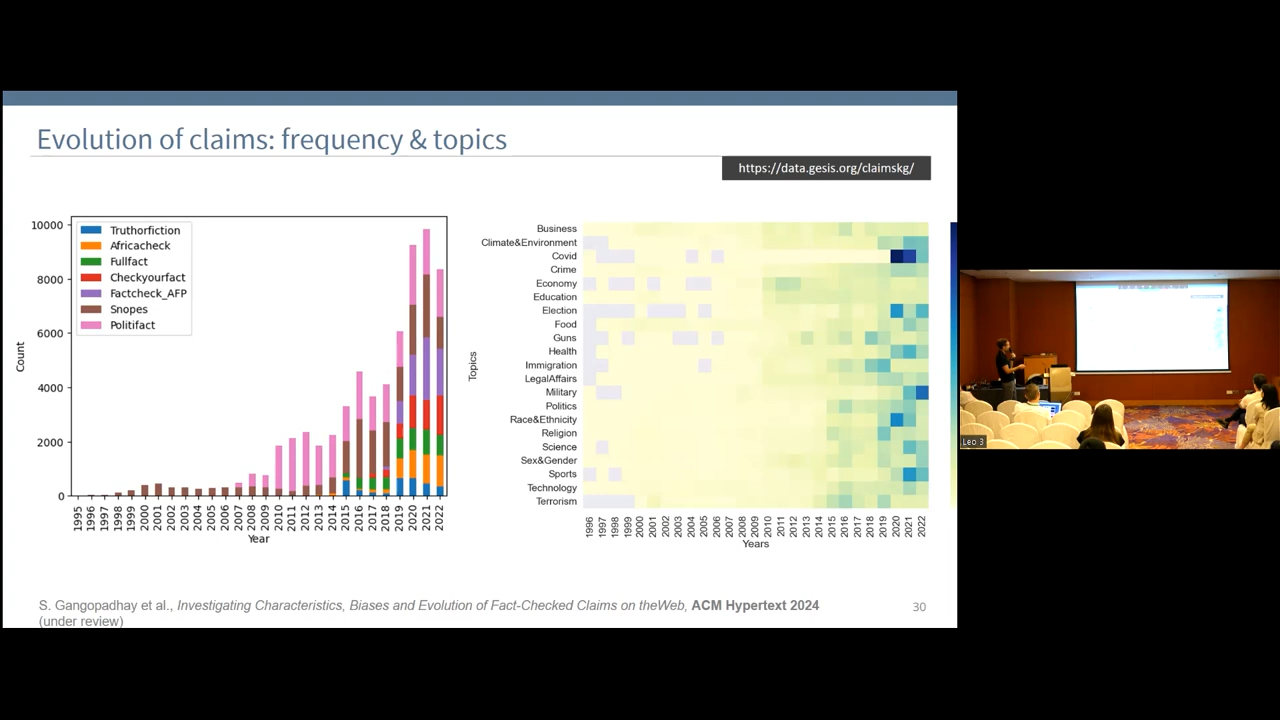 Evolution of claims: frequency & topics
https://data.gesis.org/claimskg/
Truthorfiction
Africacheck
Fullfact
Checkyourfact
Factcheck_AFP
Snopes
Politifact
10000
8000
6000
4000
2000
0
Count
1995
1996
1997
1998
1999
2000
2001
2002
2003
2004
2005
2006
2007
2008
2009
2010
2011
2012
2013
2014
2015
2016
2017
2018
2019
2020
2021
2022
Year
Topics
Business
Climate&Environment
Covid
Crime
Economy
Education
Election
Food
Guns
Health
Immigration
LegalAffairs
Military
Politics
Race&Ethnicity
Religion
Science
Sex&Gender
Sports
Technology
Terrorism
1996
1997
1998
1999
2000
2001
2002
2003
2004
2005
2006
2007
2008
2009
2010
2011
2012
2013
2014
2015
2016
2017
2018
2019
2020
2021
2022
Years
S. Gangopadhay et al., Investigating Characteristics, Biases and Evolution of Fact-Checked Claims on theWeb, ACM Hypertext 2024
(under review)
30
Leo 3